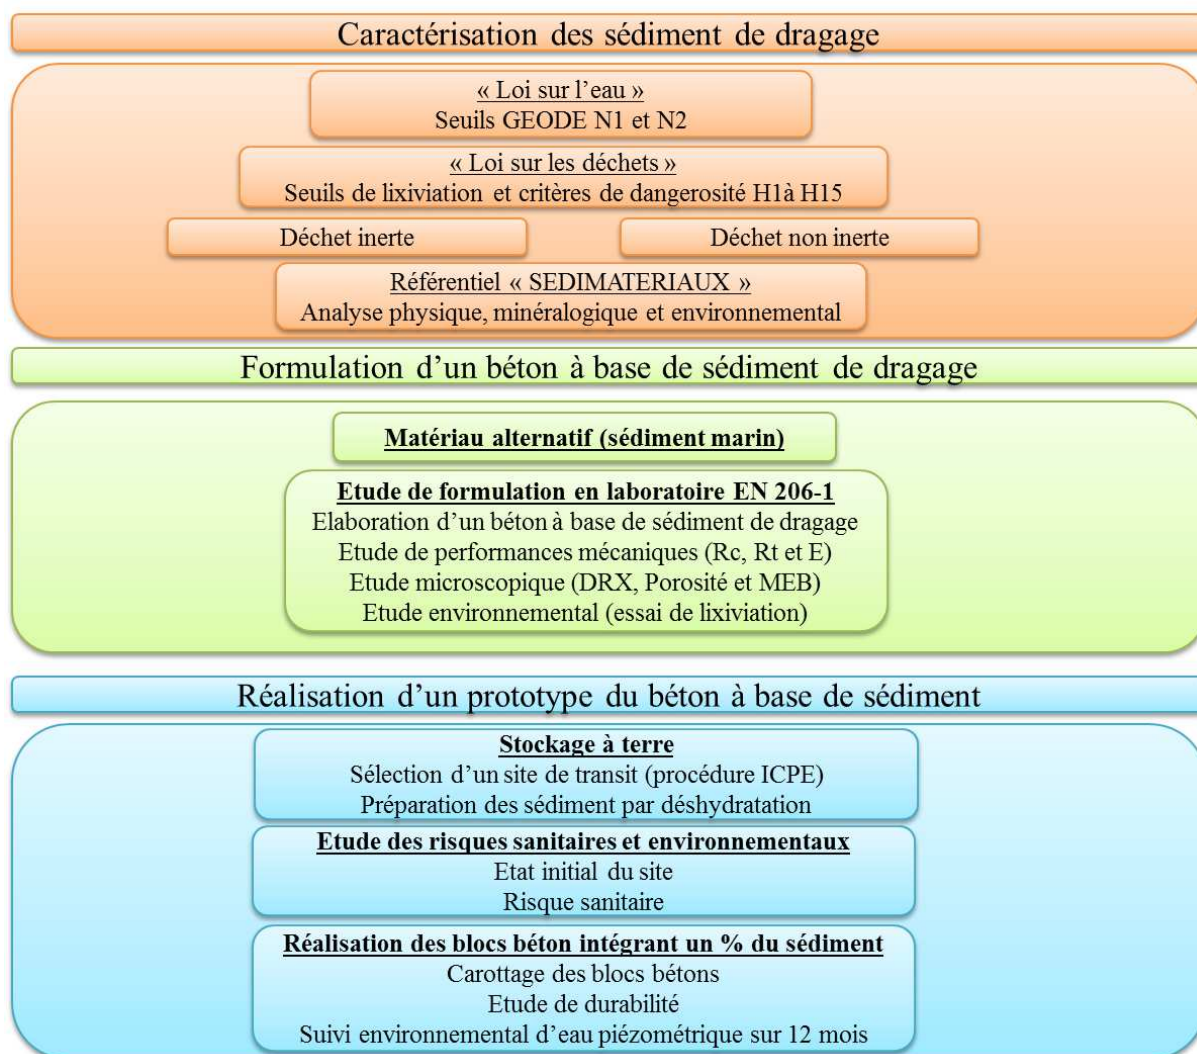 Caractérisation des sédiment de dragage
« Loi sur l’eau »
Seuils GEODE N1 et N2
« Loi sur les déchets »
Seuils de lixiviation et critères de dangerosité H1à H15
Déchet inerte
Déchet non inerte
Référentiel « SEDIMATERIAUX »
Analyse physique, minéralogique et environnemental
Formulation d’un béton à base de sédiment de dragage
Matériau alternatif (sédiment marin)
Etude de formulation en laboratoire EN 206-1
Elaboration d’un béton à base de sédiment de dragage
Etude de performances mécaniques (Rc, Rt et E)
Etude microscopique (DRX, Porosité et MEB)
Etude environnemental (essai de lixiviation)
Réalisation d’un prototype du béton à base de sédiment
Stockage à terre
Sélection d’un site de transit (procédure ICPE)
Préparation des sédiment par déshydratation
Etude des risques sanitaires et environnementaux
Etat initial du site
Risque sanitaire
Réalisation des blocs béton intégrant un % du sédiment
Carottage des blocs bétons
Etude de durabilité
Suivi environnemental d’eau piézométrique sur 12 mois